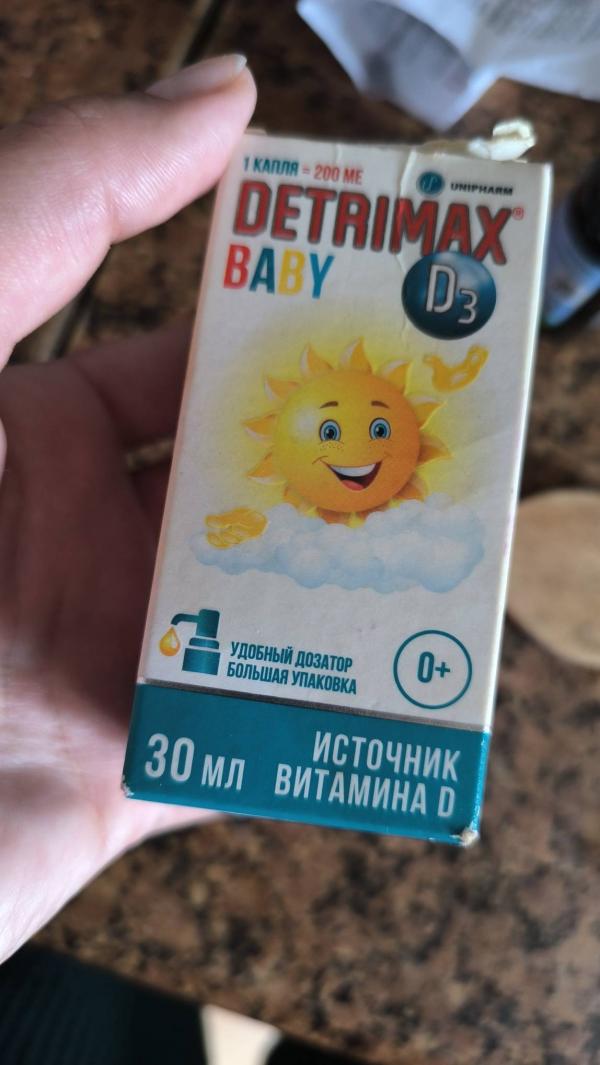 1 КАПЛЯ = 200 МЕ
UNIPHARM
DETRIMAX®
BABY
D3
УДОБНЫЙ ДОЗАТОР
БОЛЬШАЯ УПАКОВКА
0+
30 МЛ
ИСТОЧНИК
ВИТАМИНА D